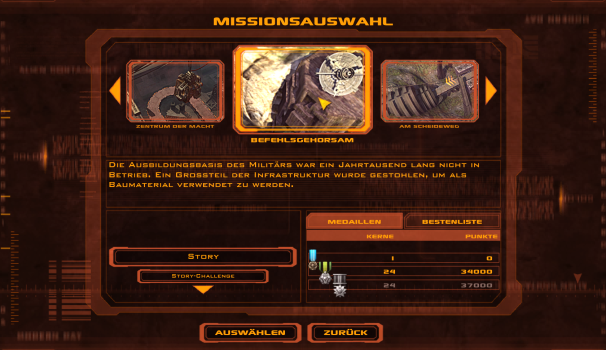 MISSIONSAUSWAHL
ZENTRUM DER MACHT
BEFEHLSGEHORSAM
AM SCHEIDEWEG
Die Ausbildungsbasis des Militärs war ein Jahrtausend lang nicht in
Betrieb. Ein Grossteil der Infrastruktur wurde gestohlen, um als
Baumaterial verwendet zu werden.
MEDAILLEN BESTENLISTE
KERNE PUNKTE
Story
1 0
Story-Challenge
24 34000
24 37000
AUSWÄHLEN ZURÜCK